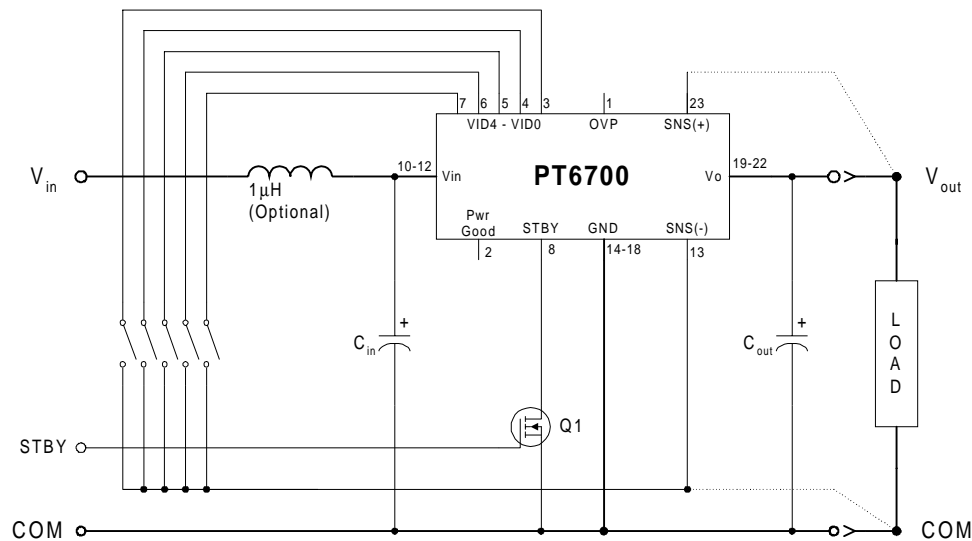 7 6 5 4 3 1 23
VID4 - VID0 OVP SNS(+)
10-12 PT6700 19-22
V in Vin Vo V out
1μH
(Optional)
Pwr
Good STBY GND SNS(-)
2 8 14-18 13
+ +
C in C out
L
O
A
D
Q1
STBY
COM COM